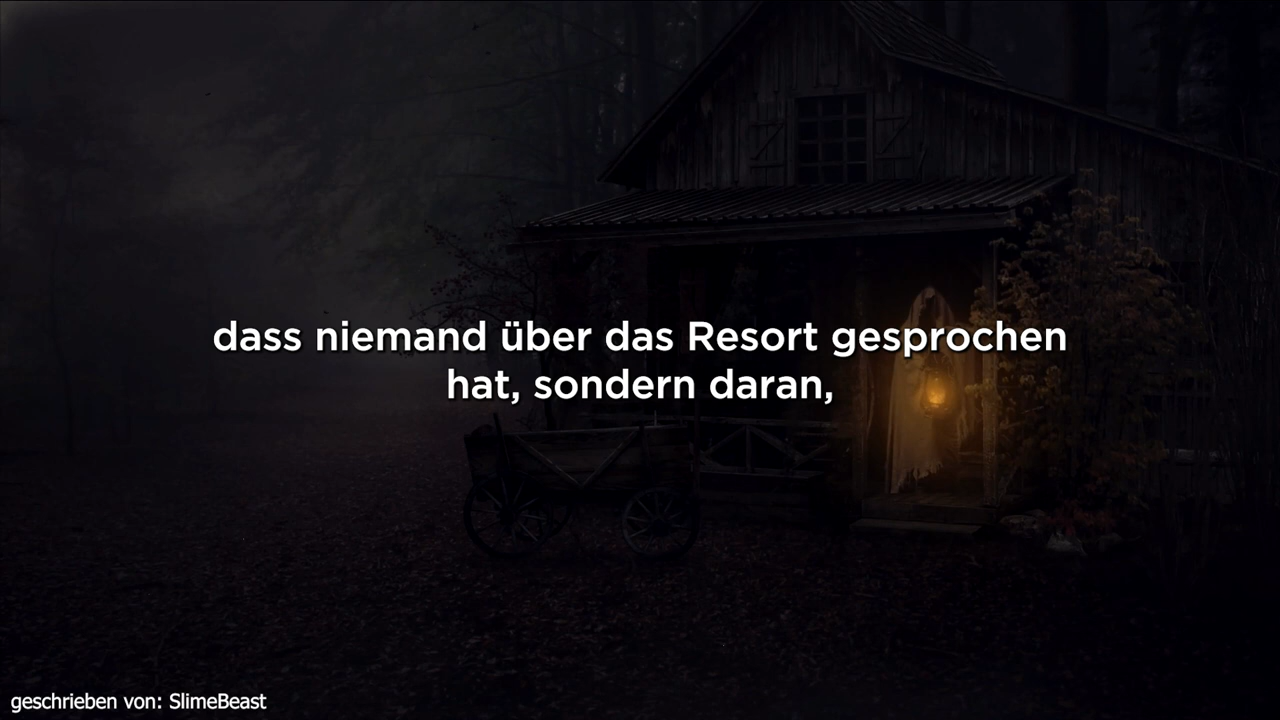 dass niemand über das Resort gesprochen
hat, sondern daran,
geschrieben von: SlimeBeast